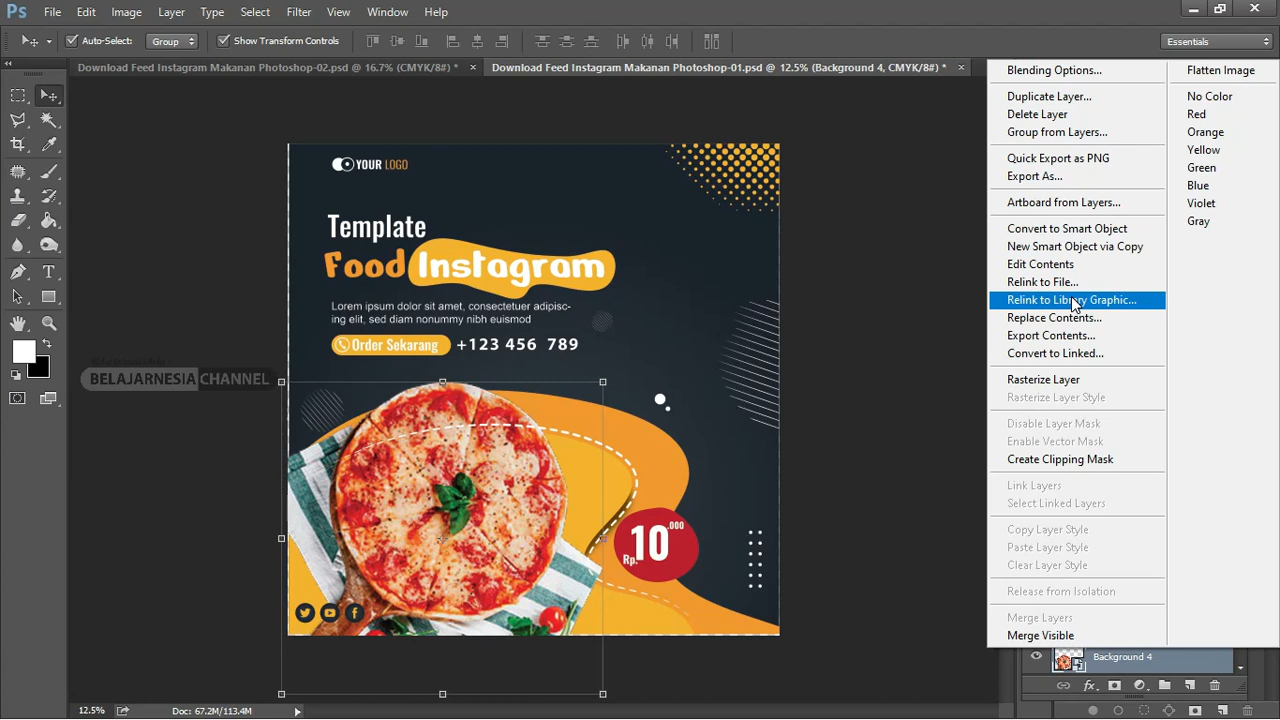 Ps File Edit Image Layer Type Select Filter View Window Help
Auto-Select: Group Show Transform Controls Essentials
Download Feed Instagram Makanan Photoshop-02.psd @ 16.7% (CMYK/8#) *
Download Feed Instagram Makanan Photoshop-01.psd @ 12.5% (Background 4, CMYK/8#) *
YOUR LOGO
Template
Food Instagram
Lorem ipsum dolor sit amet, consectetuer adipisc-
ing elit, sed diam nonummy nibh euismod
Order Sekarang +123 456 789
BELAJARNESIA CHANNEL
Rp. 10 .000
Blending Options...
Duplicate Layer...
Delete Layer
Group from Layers...
Quick Export as PNG
Export As...
Artboard from Layers...
Convert to Smart Object
New Smart Object via Copy
Edit Contents
Relink to File...
Relink to Library Graphic...
Replace Contents...
Export Contents...
Convert to Linked...
Rasterize Layer
Rasterize Layer Style
Disable Layer Mask
Enable Vector Mask
Create Clipping Mask
Link Layers
Select Linked Layers
Copy Layer Style
Paste Layer Style
Clear Layer Style
Release from Isolation
Merge Layers
Merge Visible
Flatten Image
No Color
Red
Orange
Yellow
Green
Blue
Violet
Gray
Background 4
fx
12.5% Doc: 67.2M/113.4M